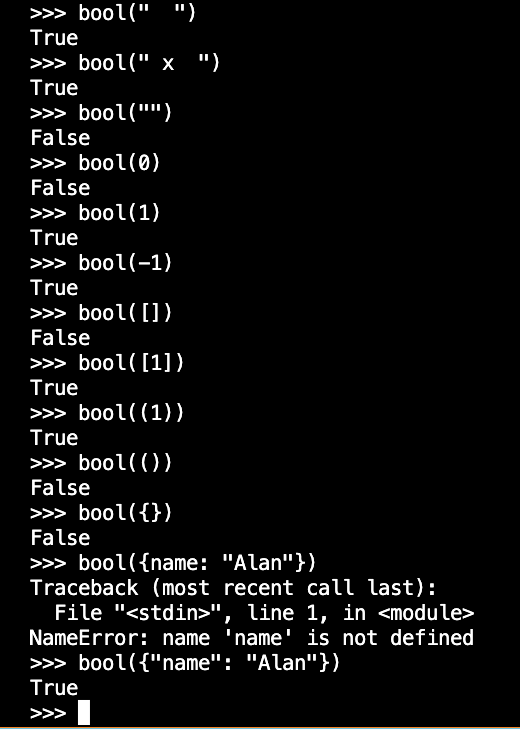 >>> bool("  ")
True
>>> bool(" x  ")
True
>>> bool("")
False
>>> bool(0)
False
>>> bool(1)
True
>>> bool(-1)
True
>>> bool([])
False
>>> bool([1])
True
>>> bool((1))
True
>>> bool(())
False
>>> bool({})
False
>>> bool({name: "Alan"})
Traceback (most recent call last):
  File "<stdin>", line 1, in <module>
NameError: name 'name' is not defined
>>> bool({"name": "Alan"})
True
>>>